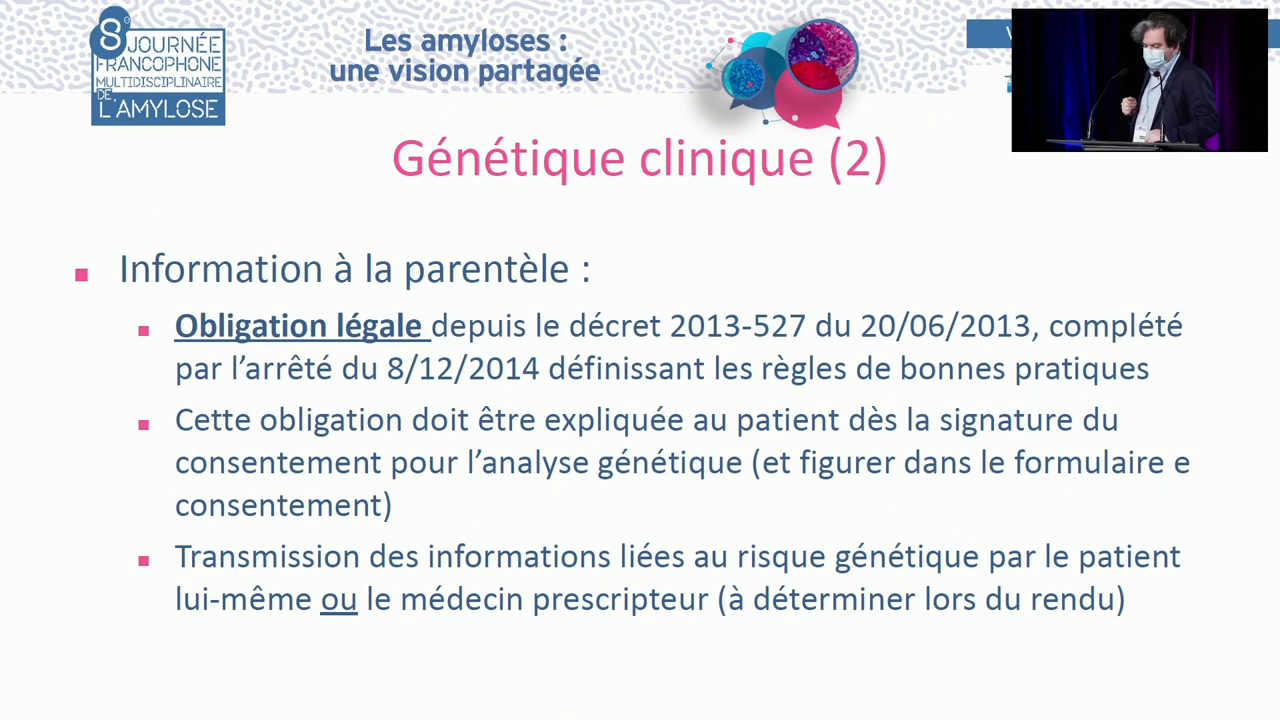 8e
JOURNÉE
FRANCOPHONE
MULTIDISCIPLINAIRE
DE
L'AMYLOSE
Les amyloses :
une vision partagée
Génétique clinique (2)
Information à la parentèle :
Obligation légale depuis le décret 2013-527 du 20/06/2013, complété
par l’arrêté du 8/12/2014 définissant les règles de bonnes pratiques
Cette obligation doit être expliquée au patient dès la signature du
consentement pour l’analyse génétique (et figurer dans le formulaire e
consentement)
Transmission des informations liées au risque génétique par le patient
lui-même ou le médecin prescripteur (à déterminer lors du rendu)